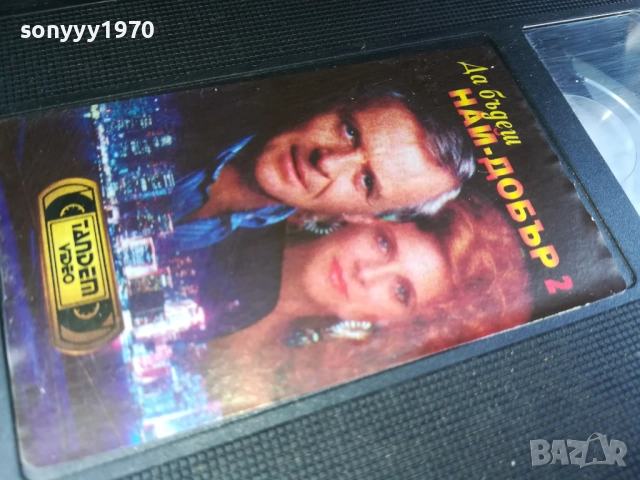 sonyyy1970
Да бъдеш
НАЙ-ДОБЪР 2
TANDEM
VIDEO
BAZAR